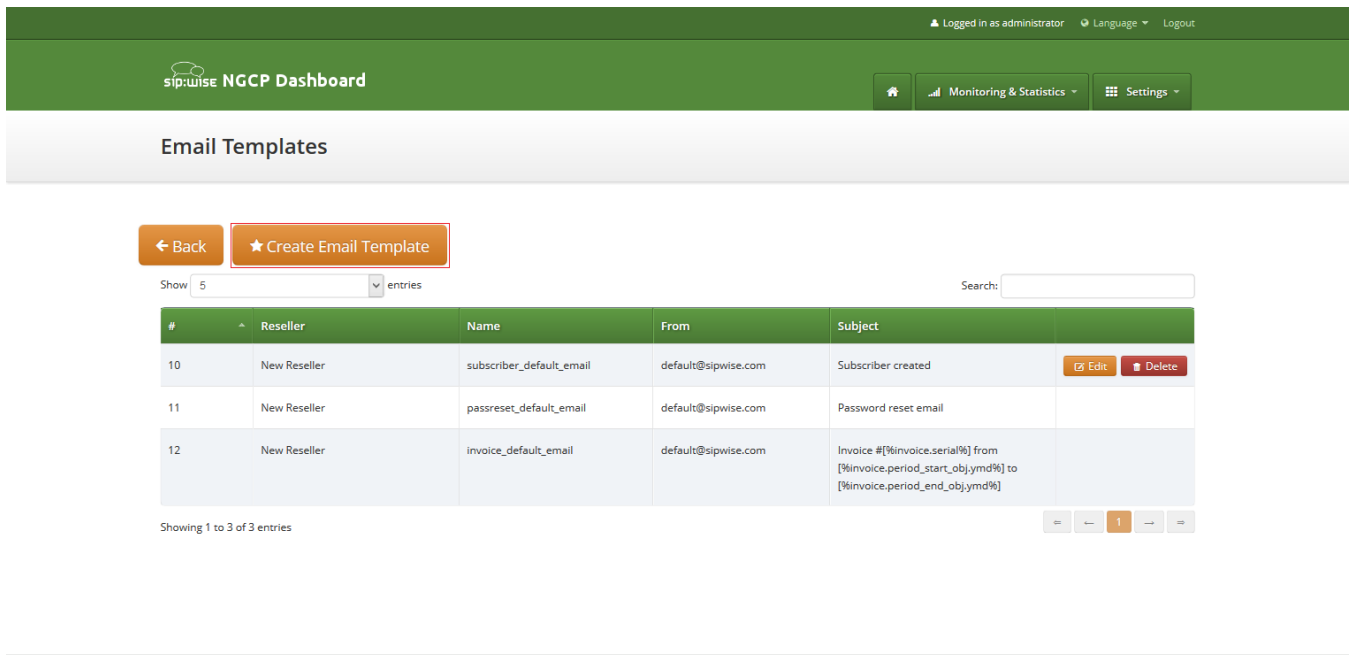 Logged in as administrator Language Logout
sip:wise NGCP Dashboard
Monitoring & Statistics Settings
Email Templates
Back Create Email Template
Show 5 entries Search:
# Reseller Name From Subject
10 New Reseller subscriber_default_email default@sipwise.com Subscriber created Edit Delete
11 New Reseller passreset_default_email default@sipwise.com Password reset email
12 New Reseller invoice_default_email default@sipwise.com Invoice #[%invoice.serial%] from
[%invoice.period_start_obj.ymd%] to
[%invoice.period_end_obj.ymd%]
Showing 1 to 3 of 3 entries
⇐ ← 1 → ⇒